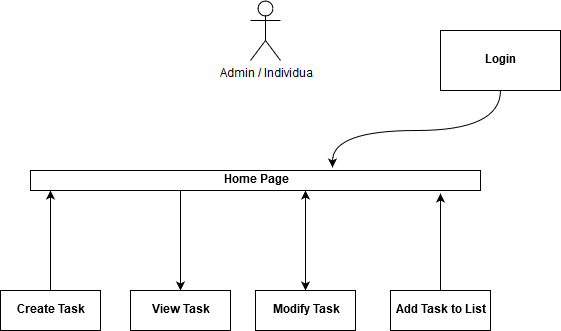 Admin / Individua
Login
Home Page
Create Task
View Task
Modify Task
Add Task to List